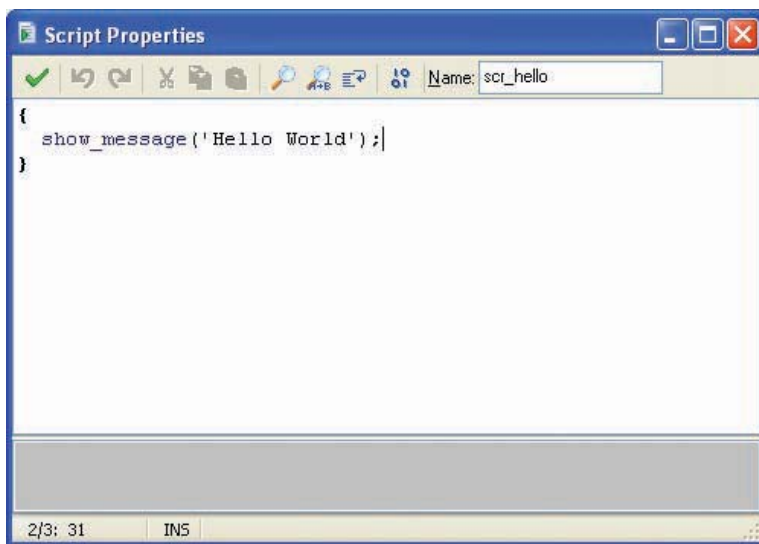 Script Properties
Name: scr_hello
{
show_message('Hello World');
}
2/3: 31 INS